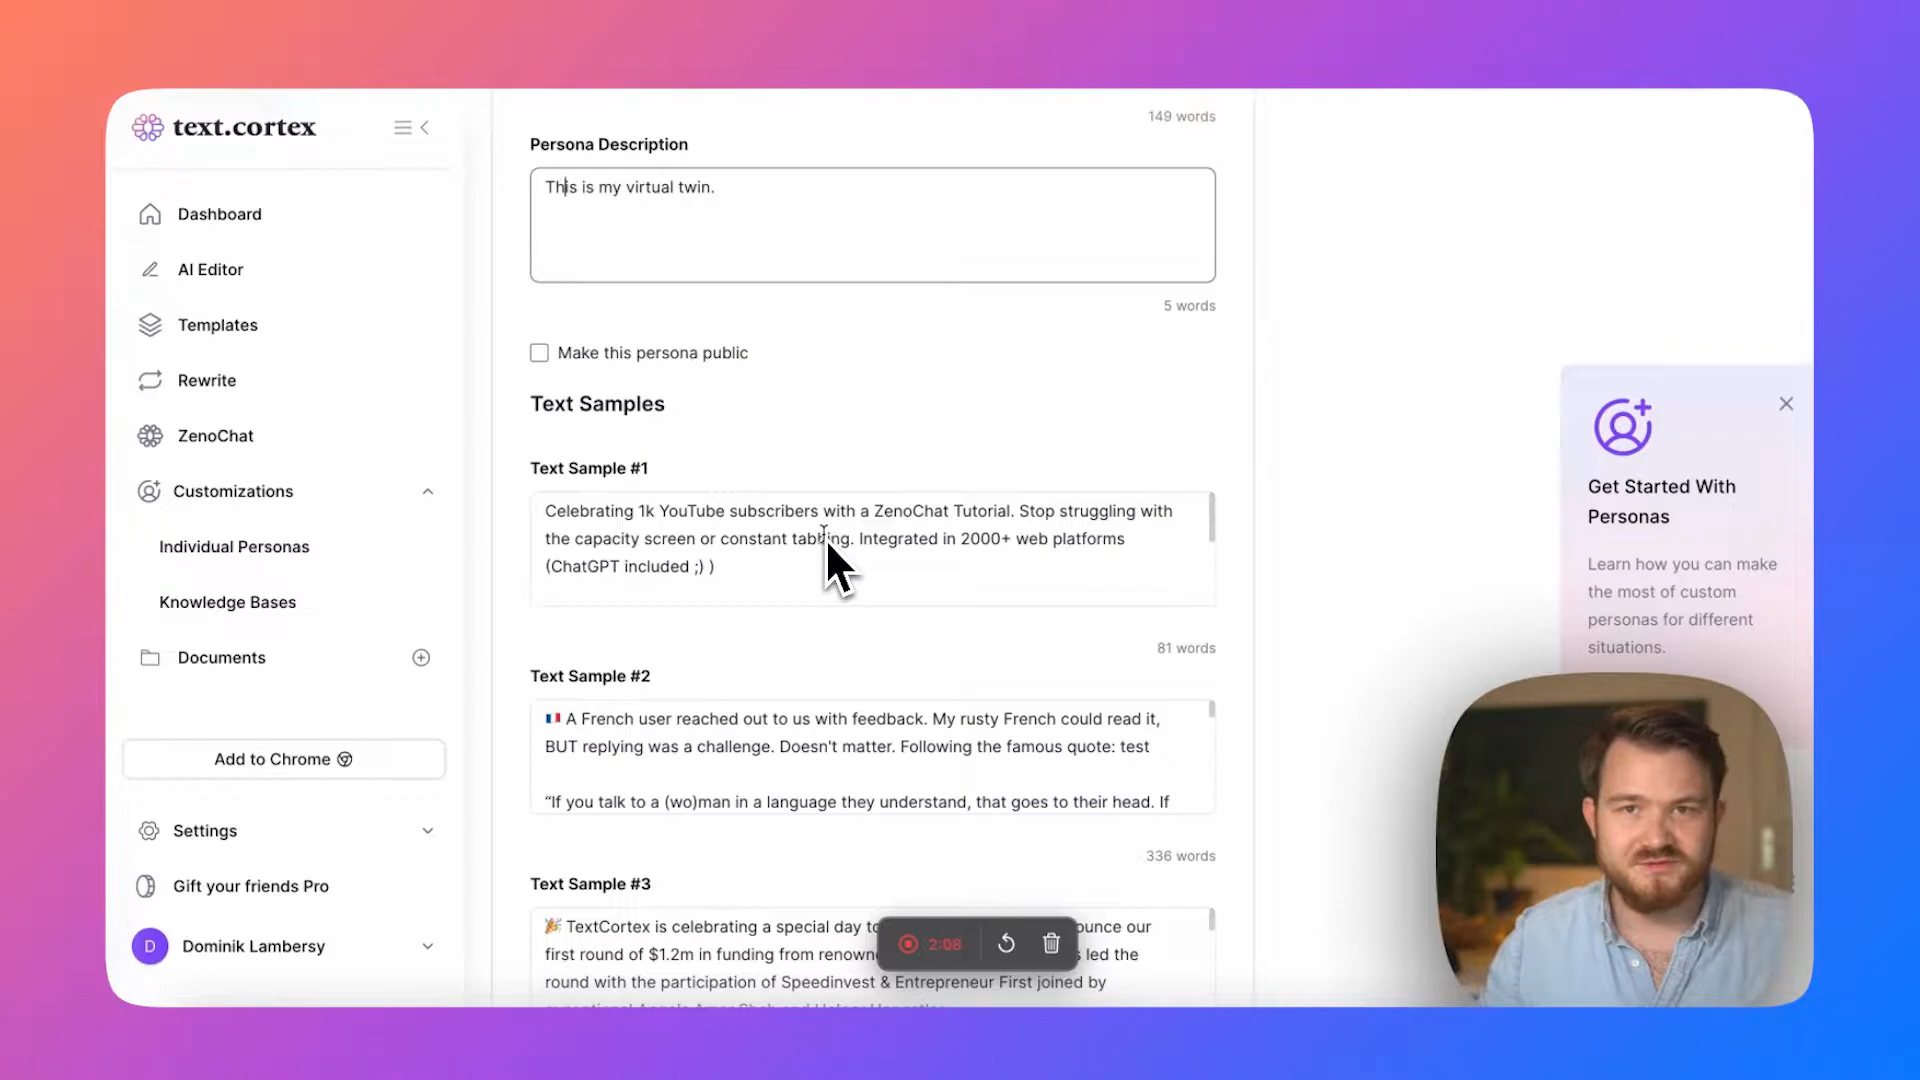 text.cortex
Dashboard
AI Editor
Templates
Rewrite
ZenoChat
Customizations
Individual Personas
Knowledge Bases
Documents
Add to Chrome
Settings
Gift your friends Pro
D Dominik Lambersy
149 words
Persona Description
This is my virtual twin.
5 words
Make this persona public
Text Samples
Text Sample #1
Celebrating 1k YouTube subscribers with a ZenoChat Tutorial. Stop struggling with
the capacity screen or constant tabbing. Integrated in 2000+ web platforms
(ChatGPT included ;) )
81 words
Text Sample #2
🇫🇷 A French user reached out to us with feedback. My rusty French could read it,
BUT replying was a challenge. Doesn't matter. Following the famous quote: test
“If you talk to a (wo)man in a language they understand, that goes to their head. If
336 words
Text Sample #3
🎉 TextCortex is celebrating a special day to ounce our
first round of $1.2m in funding from renown led the
round with the participation of Speedinvest & Entrepreneur First joined by
2:08
Get Started With
Personas
Learn how you can make
the most of custom
personas for different
situations.